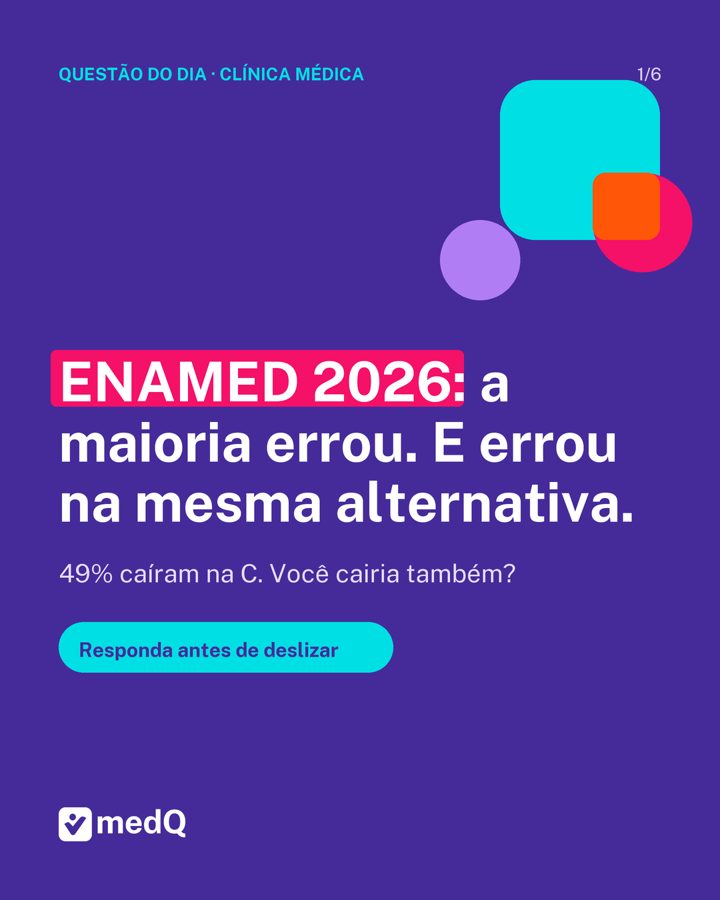 QUESTÃO DO DIA · CLÍNICA MÉDICA
1/6
ENAMED 2026: a
maioria errou. E errou
na mesma alternativa.
49% caíram na C. Você cairia também?
Responda antes de deslizar
medQ